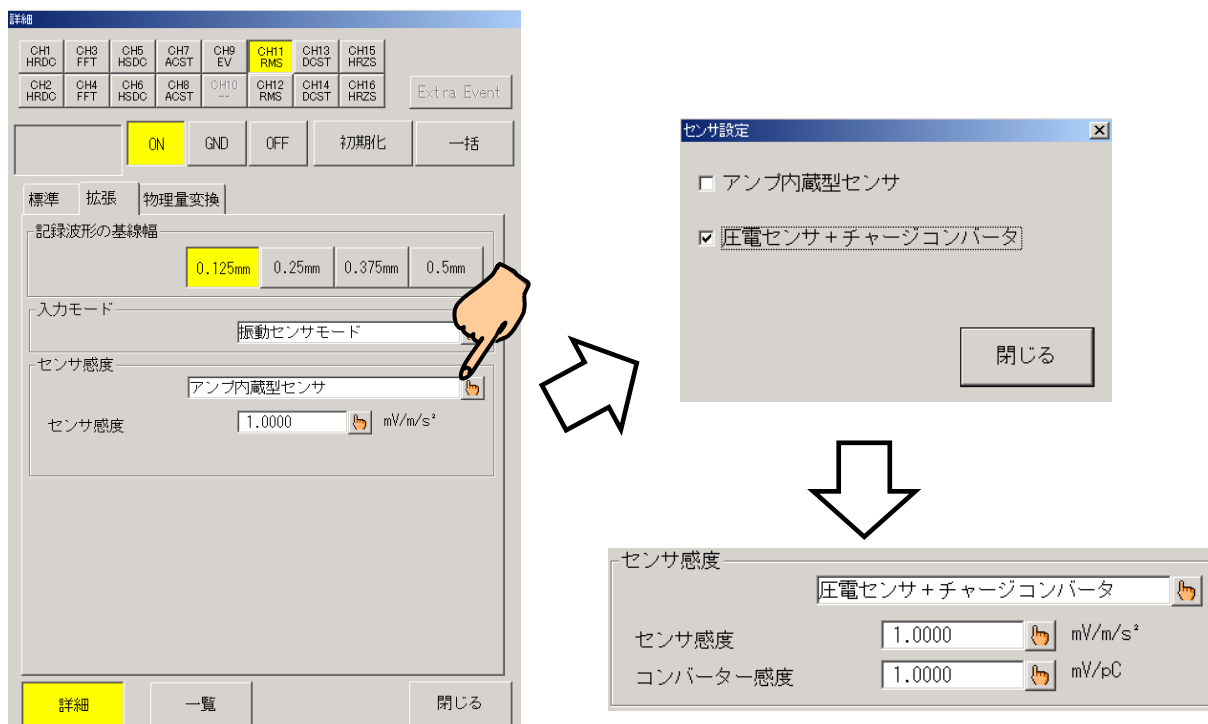 詳細
CH1 HRDC CH3 FFT CH5 HSDC CH7 ACST CH9 EV CH11 RMS CH13 DCST CH15 HRZS
CH2 HRDC CH4 FFT CH6 HSDC CH8 ACST CH10 -- CH12 RMS CH14 DCST CH16 HRZS Extra Event
ON GND OFF 初期化 一括
標準 拡張 物理量変換
記録波形の基線幅
0.125mm 0.25mm 0.375mm 0.5mm
入力モード
振動センサモード
センサ感度
アンプ内蔵型センサ
センサ感度 1.0000 mV/m/s²
詳細 一覧 閉じる
センサ設定
アンプ内蔵型センサ
圧電センサ+チャージコンバータ
閉じる
センサ感度
圧電センサ+チャージコンバータ
センサ感度 1.0000 mV/m/s²
コンバーター感度 1.0000 mV/pC